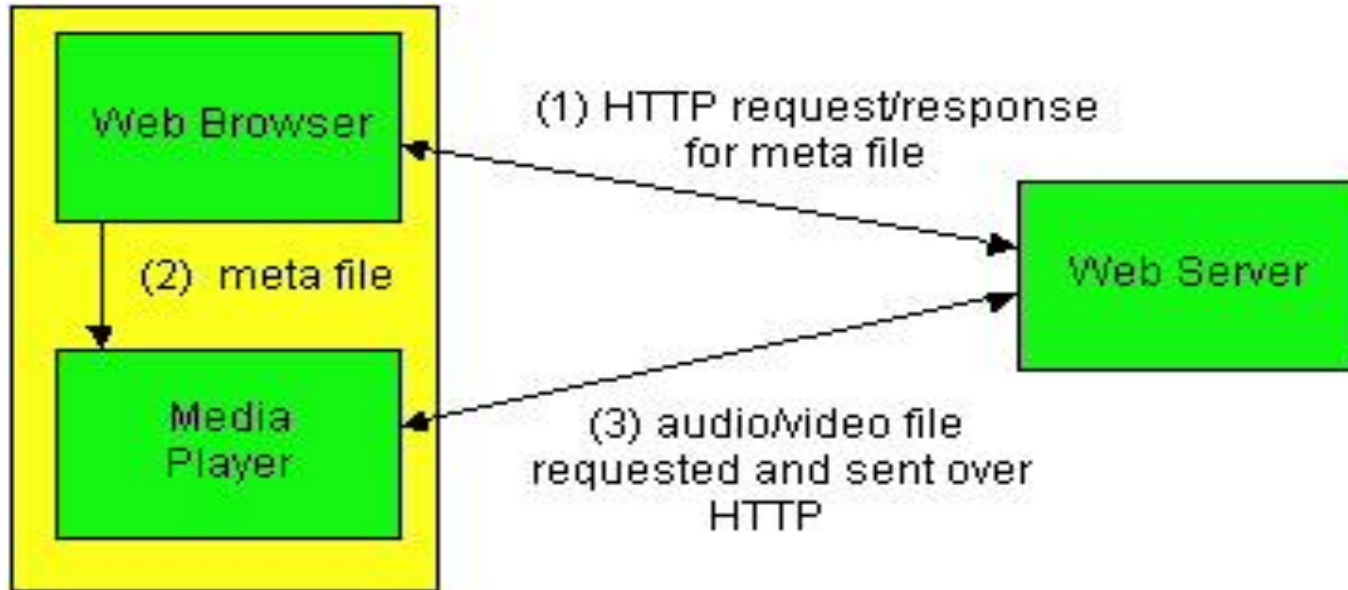 Web Browser
(1) HTTP request/response
for meta file
Web Server
(2) meta file
Media
Player
(3) audio/video file
requested and sent over
HTTP